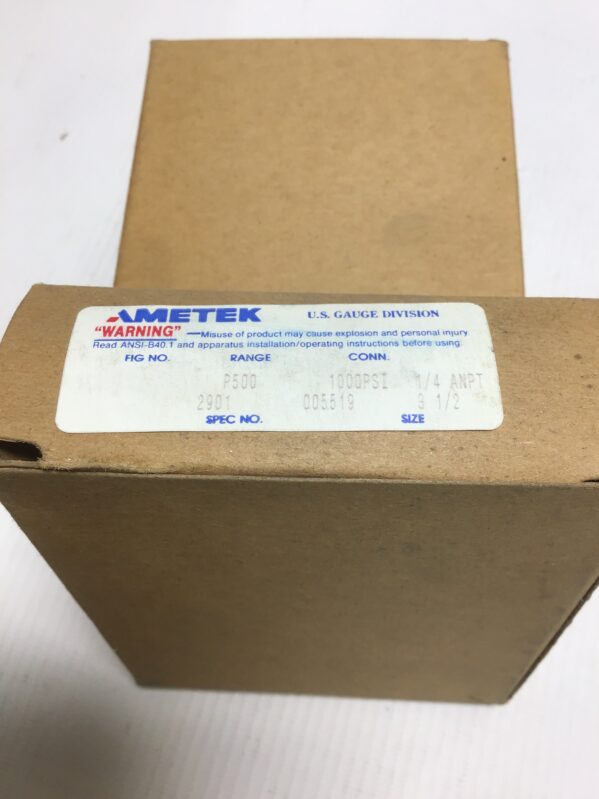 AMETEK U.S. GAUGE DIVISION
"WARNING" —Misuse of product may cause explosion and personal injury.
Read ANSI-B40.1 and apparatus installation/operating instructions before using.
FIG NO. RANGE CONN.
P500 1000PSI 1/4 ANPT
2901 005519 3 1/2
SPEC NO. SIZE